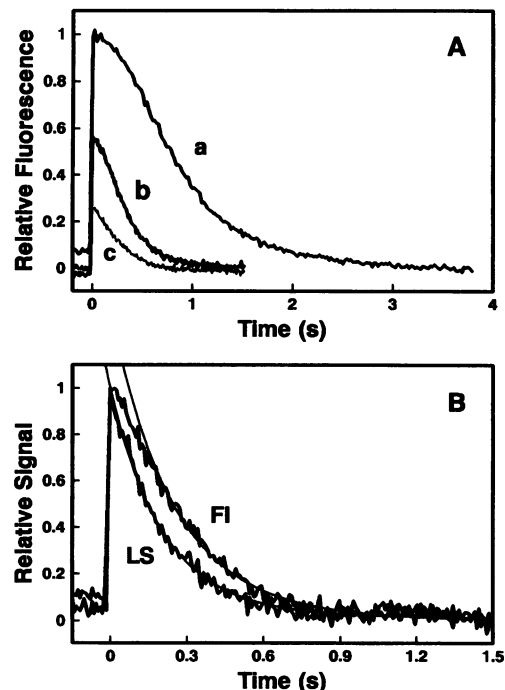 A
Relative Fluorescence
1
0.8
0.6
0.4
0.2
0
a
b
c
0 1 2 3 4
Time (s)
B
Relative Signal
1
0.8
0.6
0.4
0.2
0
FI
LS
0 0.3 0.6 0.9 1.2 1.5
Time (s)